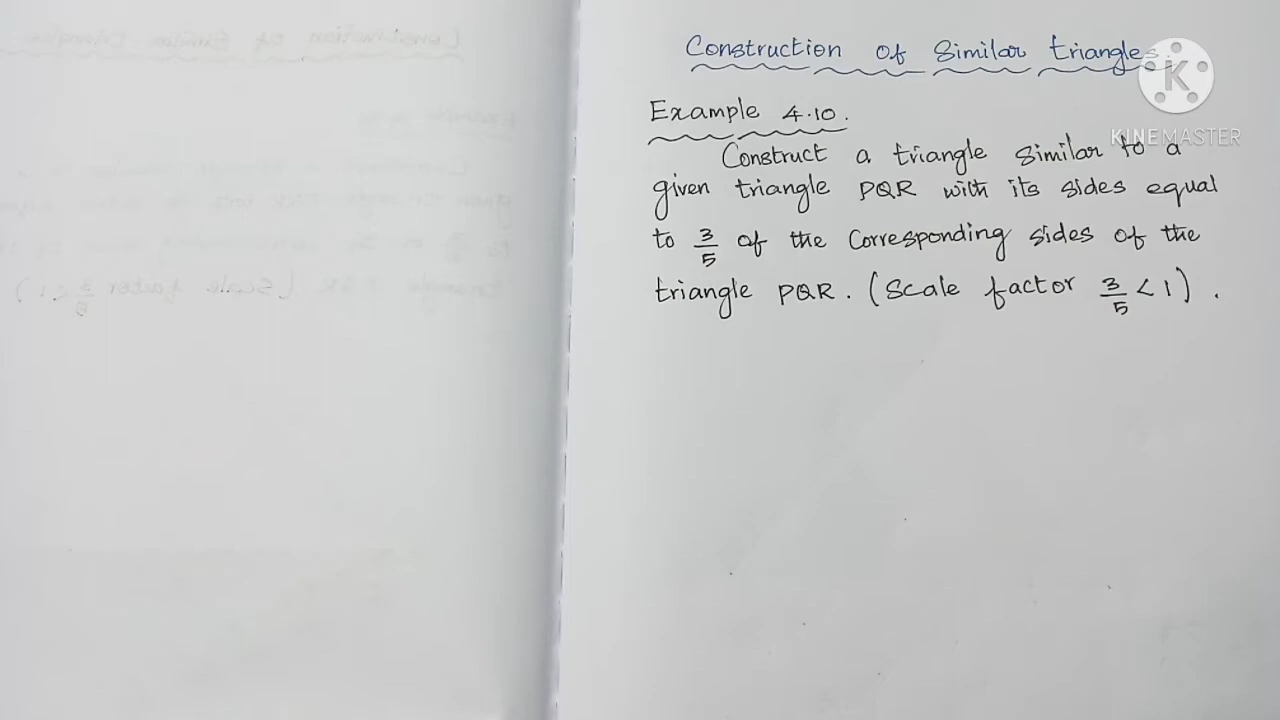 Construction of Similar triangles.
K
KINEMASTER
Example 4.10.
Construct a triangle similar to a
given triangle PQR with its sides equal
to 3/5 of the corresponding sides of the
triangle PQR. (Scale factor 3/5 < 1).